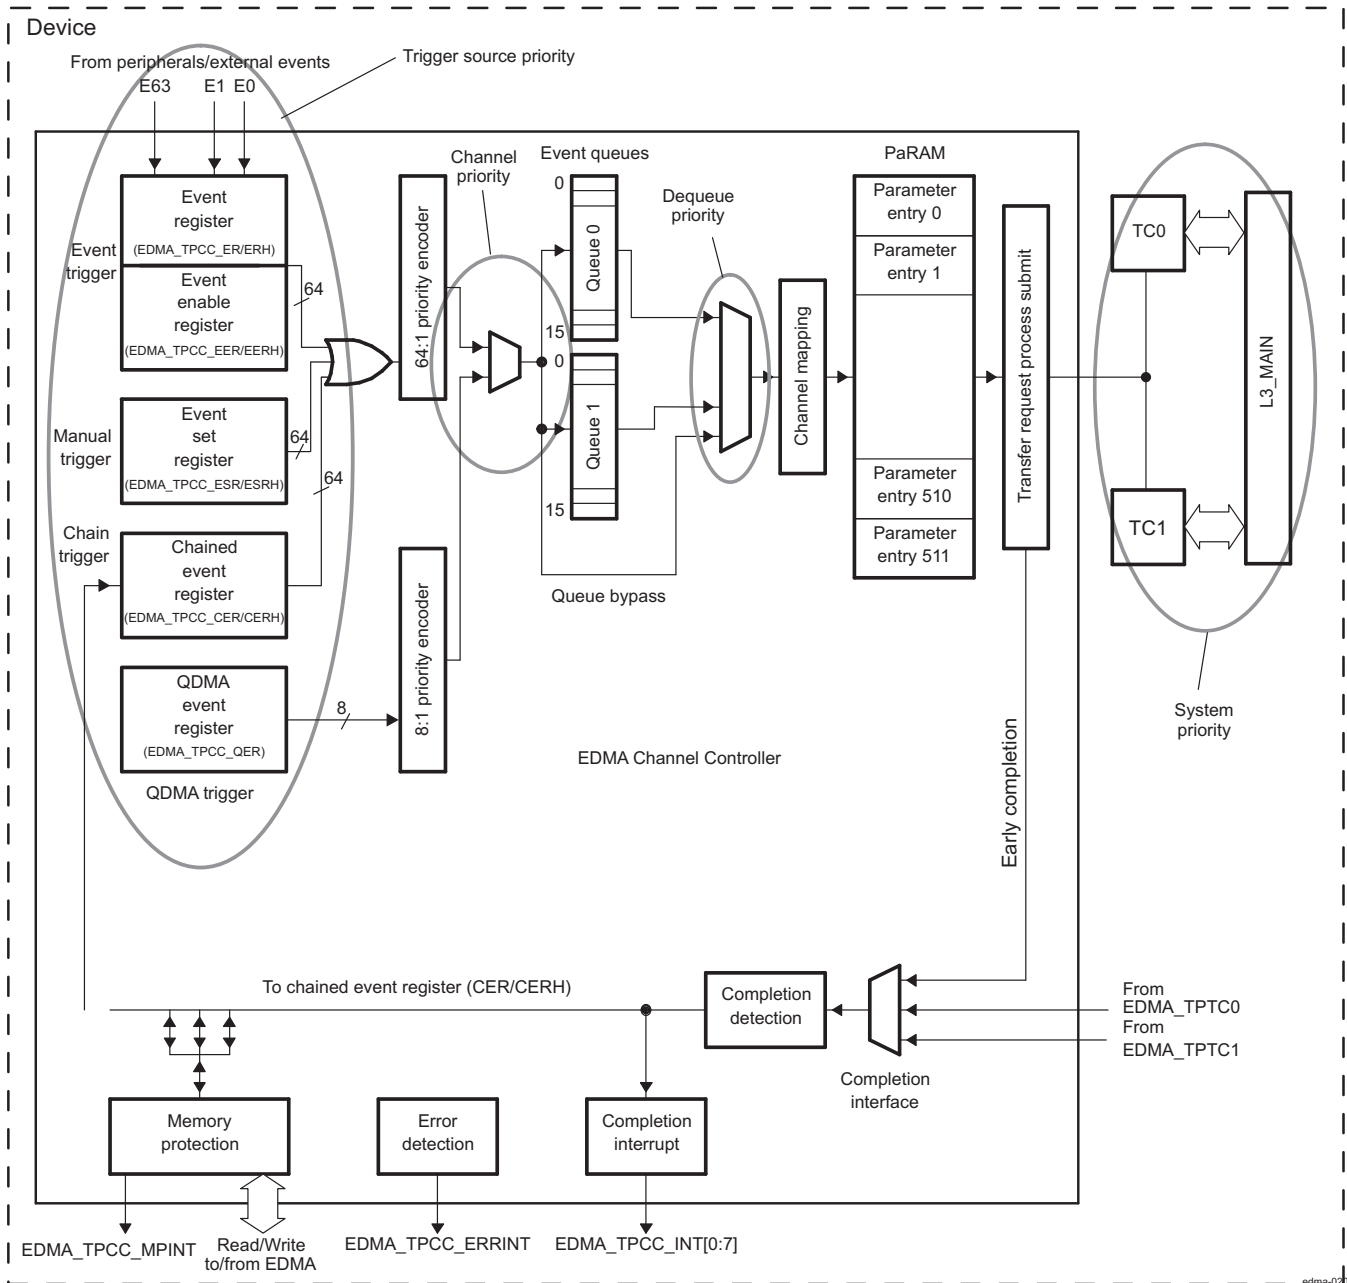 Device
From peripherals/external events
Trigger source priority
E63
E1
E0
Event
register
(EDMA_TPCC_ER/ERH)
Event
trigger
Event
enable
register
(EDMA_TPCC_EER/EERH)
64
Manual
trigger
Event
set
register
(EDMA_TPCC_ESR/ESRH)
64
64
Chain
trigger
Chained
event
register
(EDMA_TPCC_CER/CERH)
QDMA
event
register
(EDMA_TPCC_QER)
8
QDMA trigger
64:1 priority encoder
8:1 priority encoder
Channel
priority
Event queues
0
Queue 0
15
0
Queue 1
15
Queue bypass
Dequeue
priority
Channel mapping
PaRAM
Parameter
entry 0
Parameter
entry 1
Parameter
entry 510
Parameter
entry 511
Transfer request process submit
TC0
TC1
L3_MAIN
System
priority
EDMA Channel Controller
Early completion
To chained event register (CER/CERH)
Completion
detection
Completion
interface
From
EDMA_TPTC0
From
EDMA_TPTC1
Memory
protection
Error
detection
Completion
interrupt
EDMA_TPCC_MPINT
Read/Write
to/from EDMA
EDMA_TPCC_ERRINT
EDMA_TPCC_INT[0:7]